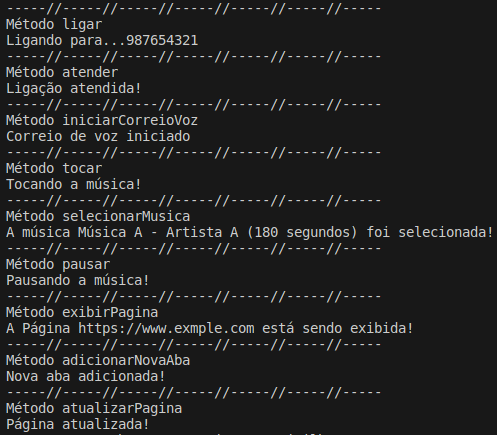 -----//-----//-----//-----//-----//-----//-----
Método ligar
Ligando para...987654321
-----//-----//-----//-----//-----//-----//-----
Método atender
Ligação atendida!
-----//-----//-----//-----//-----//-----//-----
Método iniciarCorreioVoz
Correio de voz iniciado
-----//-----//-----//-----//-----//-----//-----
Método tocar
Tocando a música!
-----//-----//-----//-----//-----//-----//-----
Método selecionarMusica
A música Música A - Artista A (180 segundos) foi selecionada!
-----//-----//-----//-----//-----//-----//-----
Método pausar
Pausando a música!
-----//-----//-----//-----//-----//-----//-----
Método exibirPagina
A Página https://www.exmple.com está sendo exibida!
-----//-----//-----//-----//-----//-----//-----
Método adicionarNovaAba
Nova aba adicionada!
-----//-----//-----//-----//-----//-----//-----
Método atualizarPagina
Página atualizada!